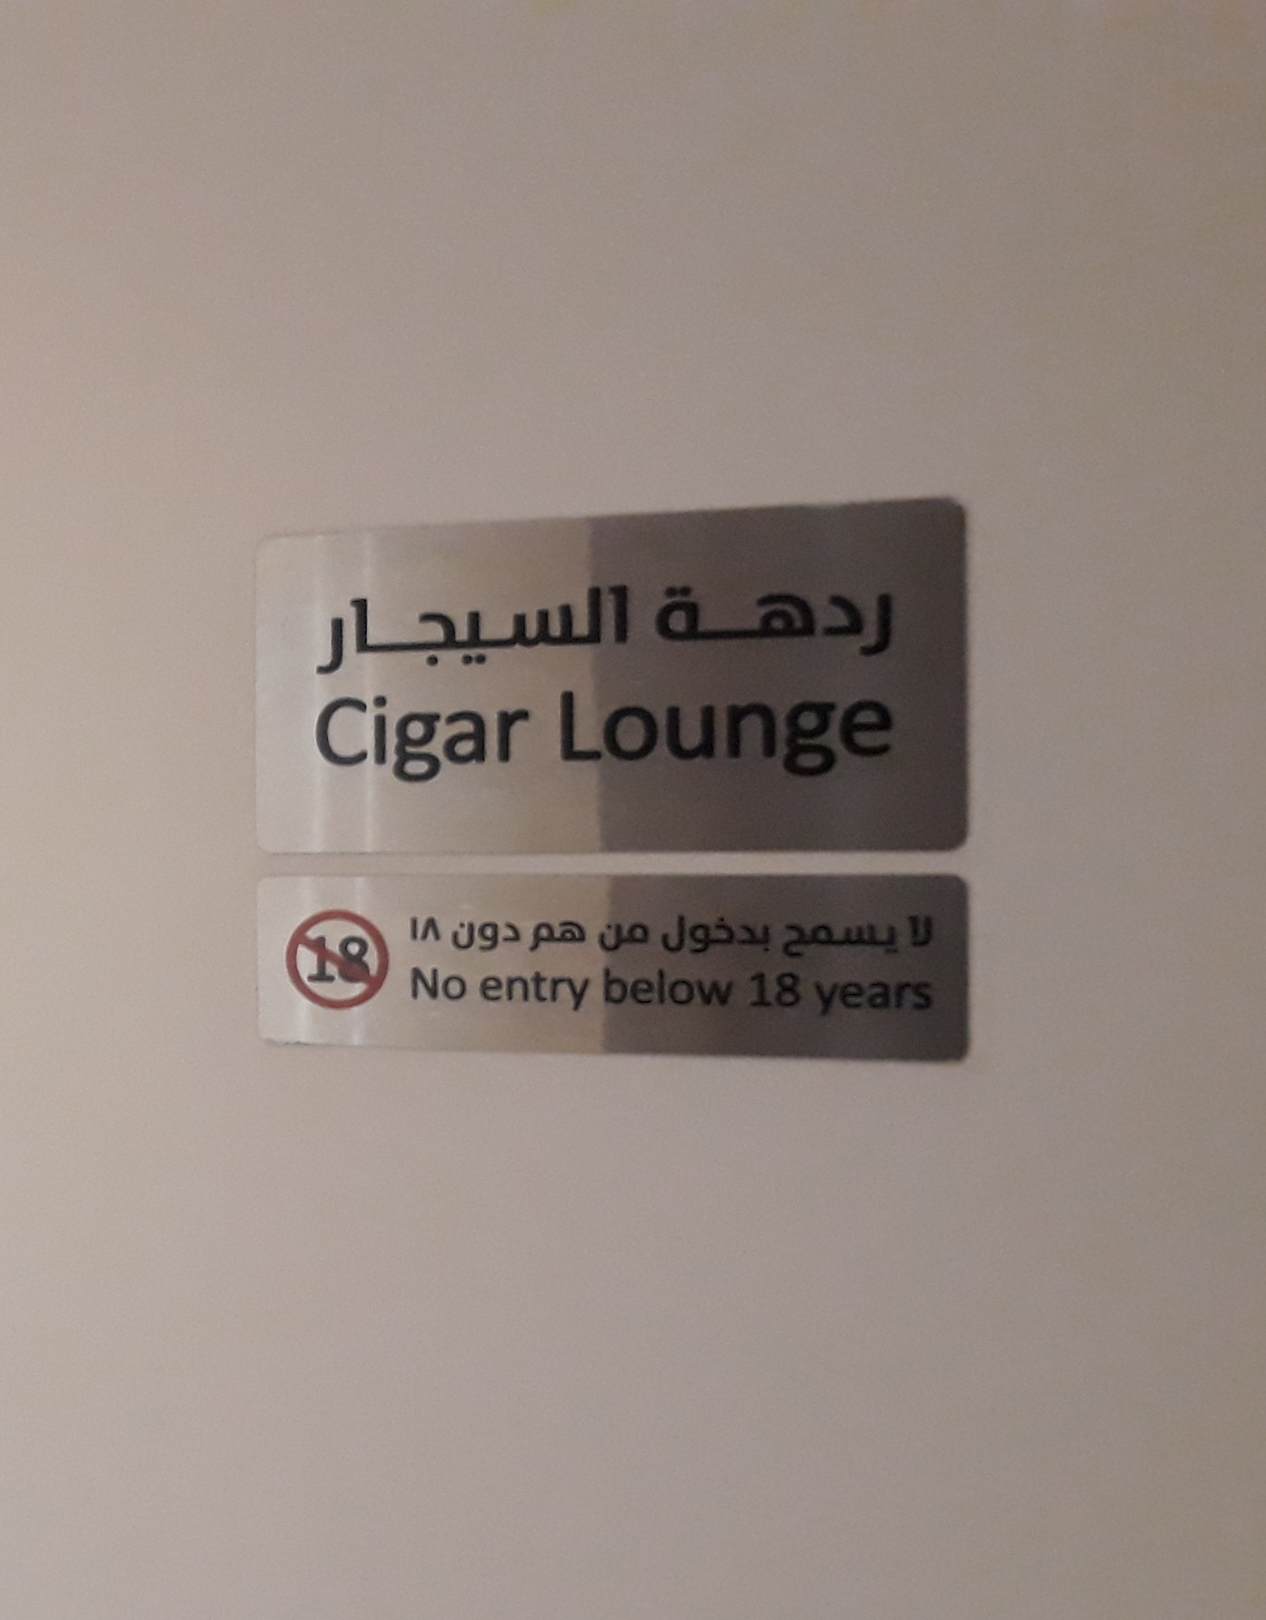 ردهة السيجار
Cigar Lounge
18
لا يسمح بدخول من هم دون ١٨
No entry below 18 years